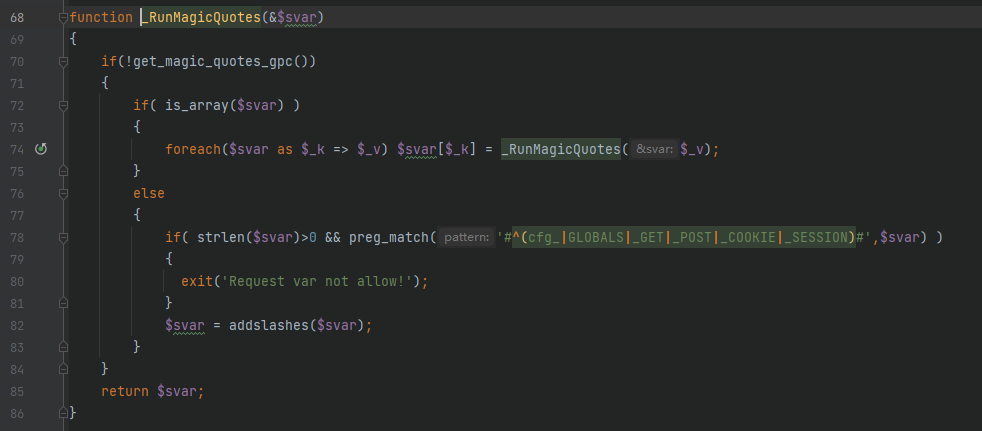 68 function _RunMagicQuotes(&$svar)
69 {
70     if(!get_magic_quotes_gpc())
71     {
72         if( is_array($svar) )
73         {
74             foreach($svar as $_k => $_v) $svar[$_k] = _RunMagicQuotes( &svar: $_v);
75         }
76         else
77         {
78             if( strlen($svar)>0 && preg_match( pattern: '#^(cfg_|GLOBALS|_GET|_POST|_COOKIE|_SESSION)#',$svar) )
79             {
80               exit('Request var not allow!');
81             }
82             $svar = addslashes($svar);
83         }
84     }
85     return $svar;
86 }